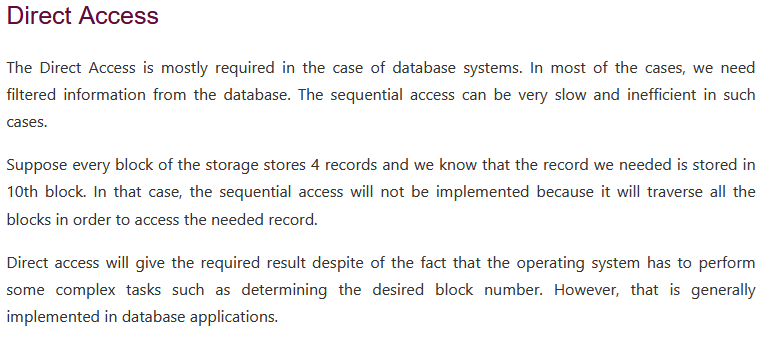 Direct Access
The Direct Access is mostly required in the case of database systems. In most of the cases, we need
filtered information from the database. The sequential access can be very slow and inefficient in such
cases.
Suppose every block of the storage stores 4 records and we know that the record we needed is stored in
10th block. In that case, the sequential access will not be implemented because it will traverse all the
blocks in order to access the needed record.
Direct access will give the required result despite of the fact that the operating system has to perform
some complex tasks such as determining the desired block number. However, that is generally
implemented in database applications.